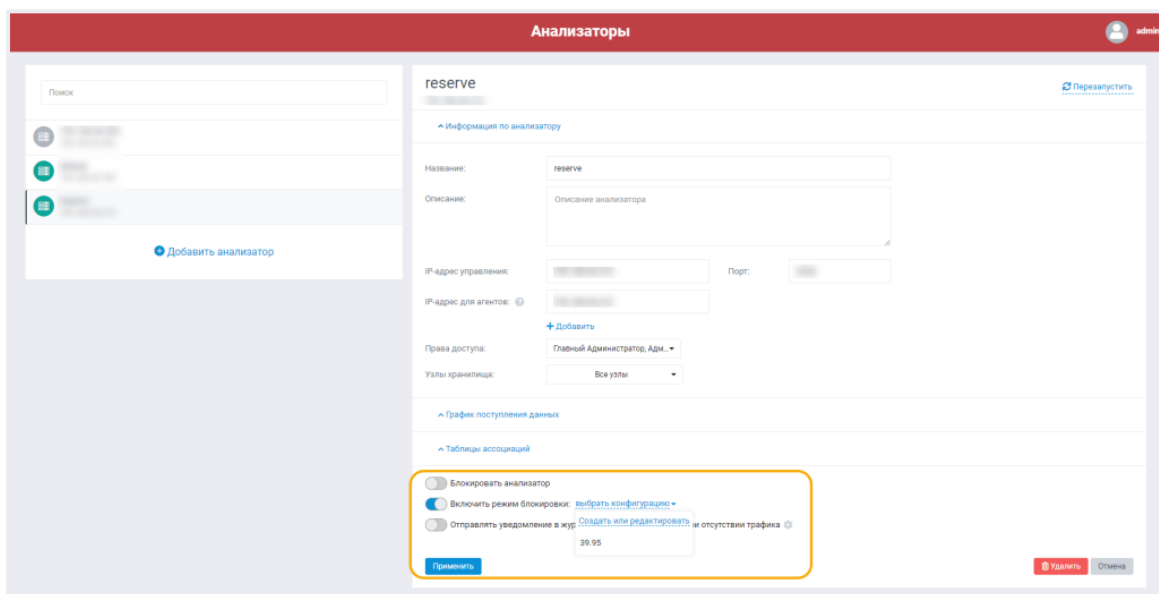 Анализаторы
admin
Поиск
Добавить анализатор
reserve
Перезапустить
Информация по анализатору
Название:
reserve
Описание:
Описание анализатора
IP-адрес управления:
Порт:
IP-адрес для агентов:
Добавить
Права доступа:
Главный Администратор, Адм...
Узлы хранилища:
Все узлы
График поступления данных
Таблицы ассоциаций
Блокировать анализатор
Включить режим блокировки: выбрать конфигурацию
Создать или редактировать
Отправлять уведомление в жур и отсутствии трафика
39.95
Применить
Удалить
Отмена